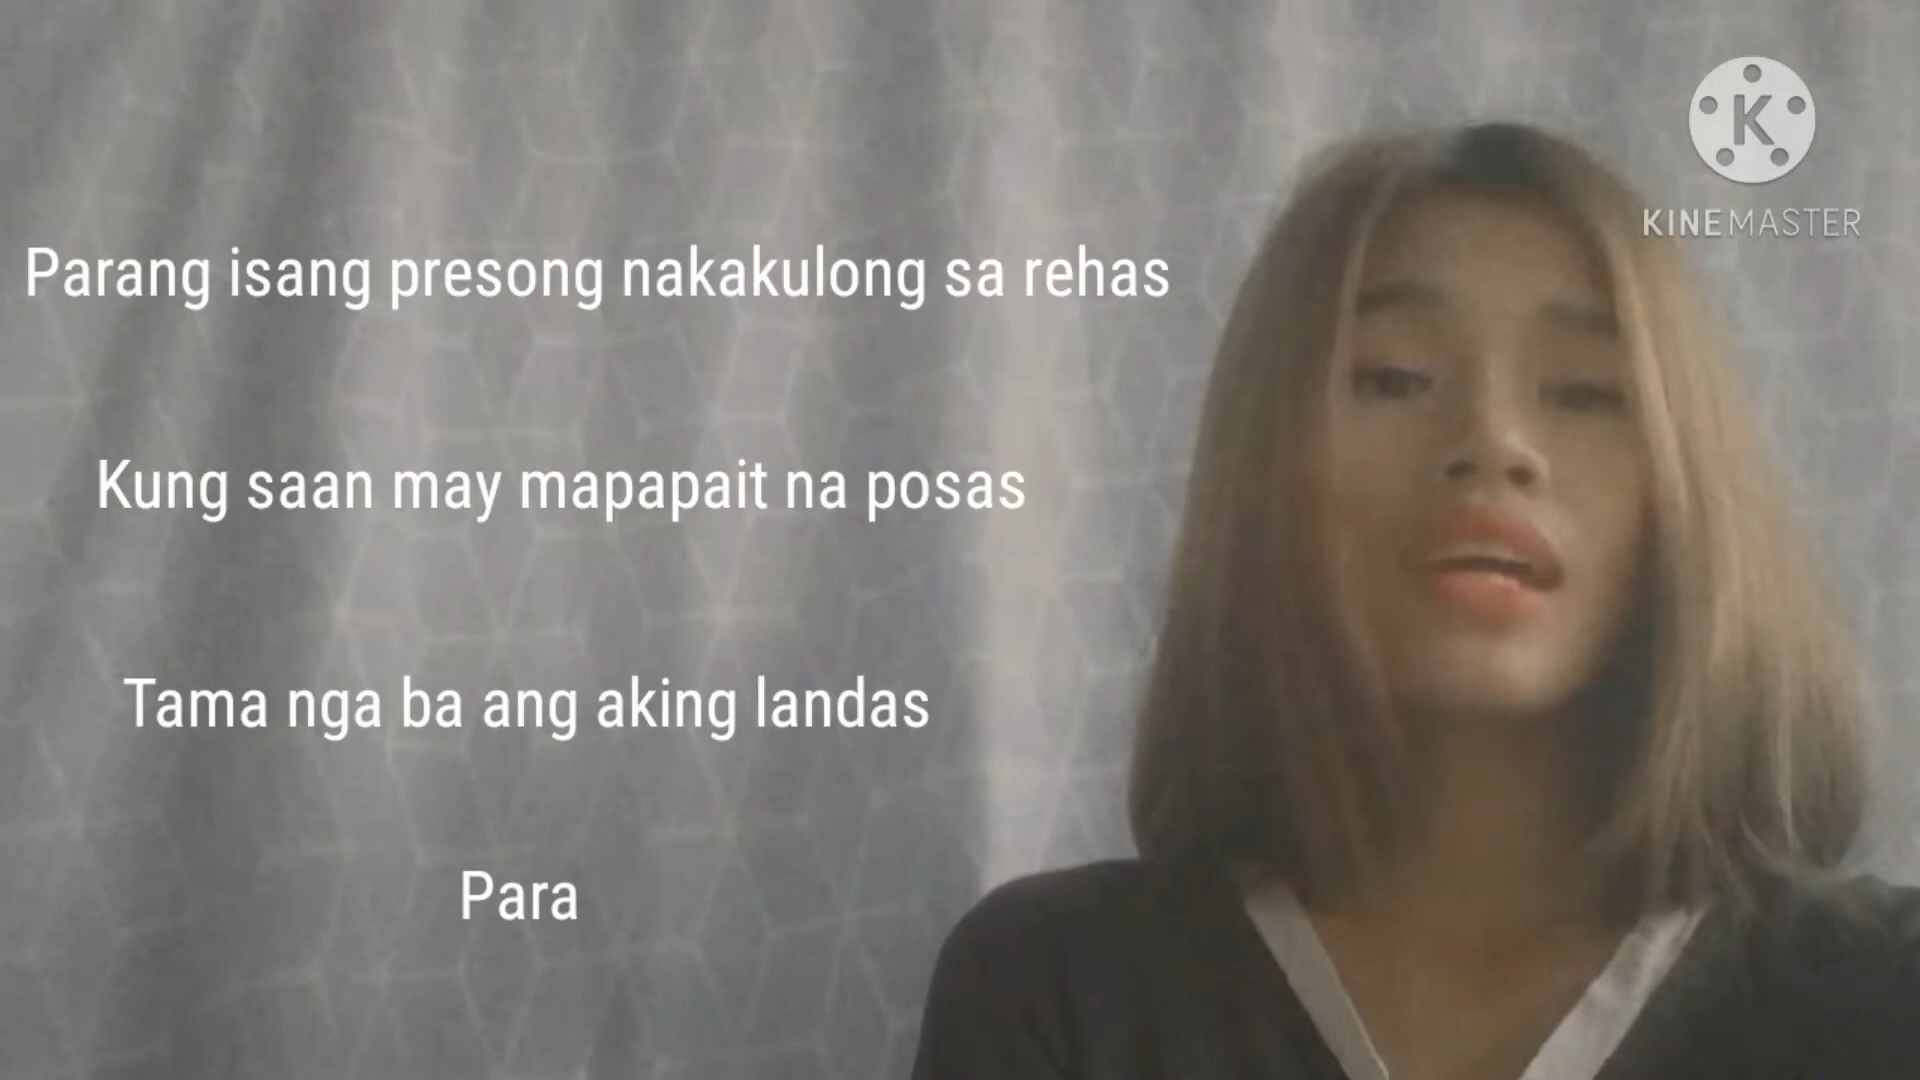 K
KINEMASTER
Parang isang presong nakakulong sa rehas
Kung saan may mapapait na posas
Tama nga ba ang aking landas
Para